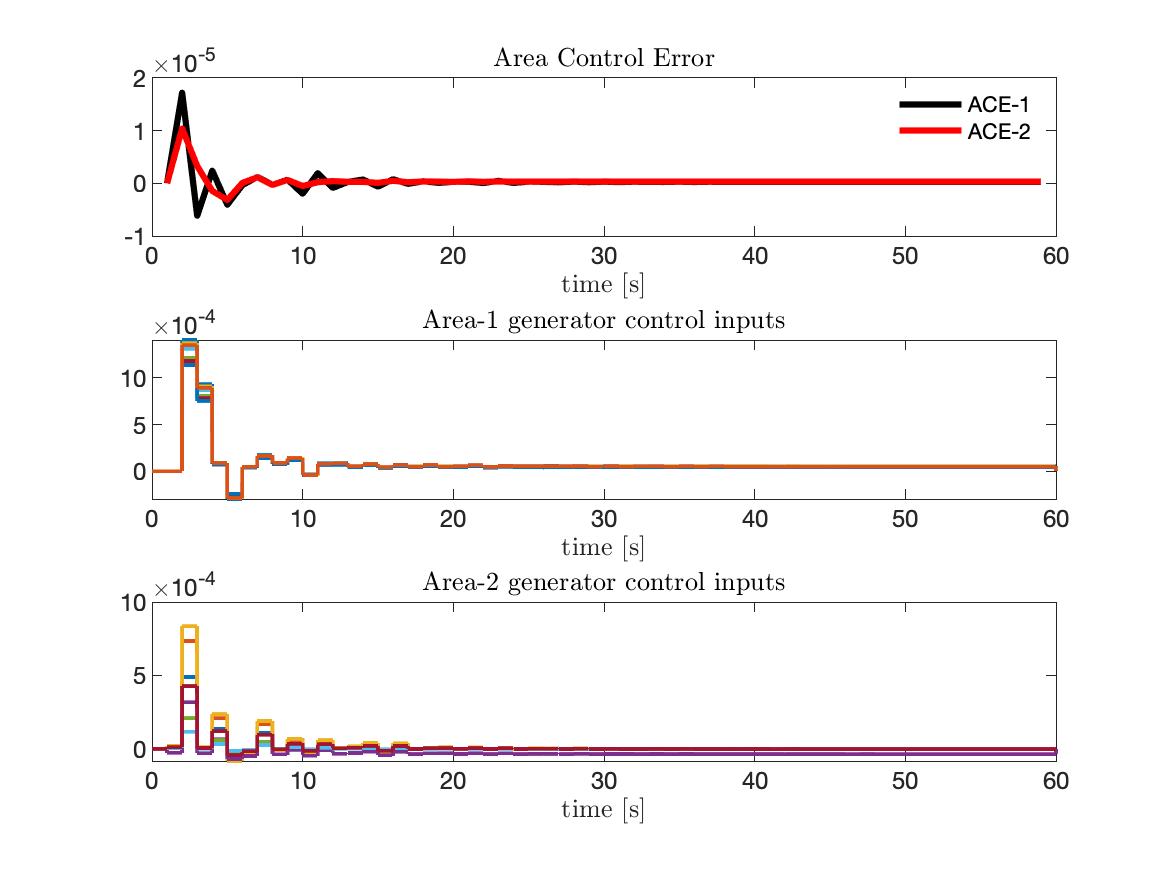 Area Control Error
×10-5
2
1
0
-1
ACE-1
ACE-2
0 10 20 30 40 50 60
time [s]
Area-1 generator control inputs
×10-4
10
5
0
0 10 20 30 40 50 60
time [s]
Area-2 generator control inputs
×10-4
10
5
0
0 10 20 30 40 50 60
time [s]